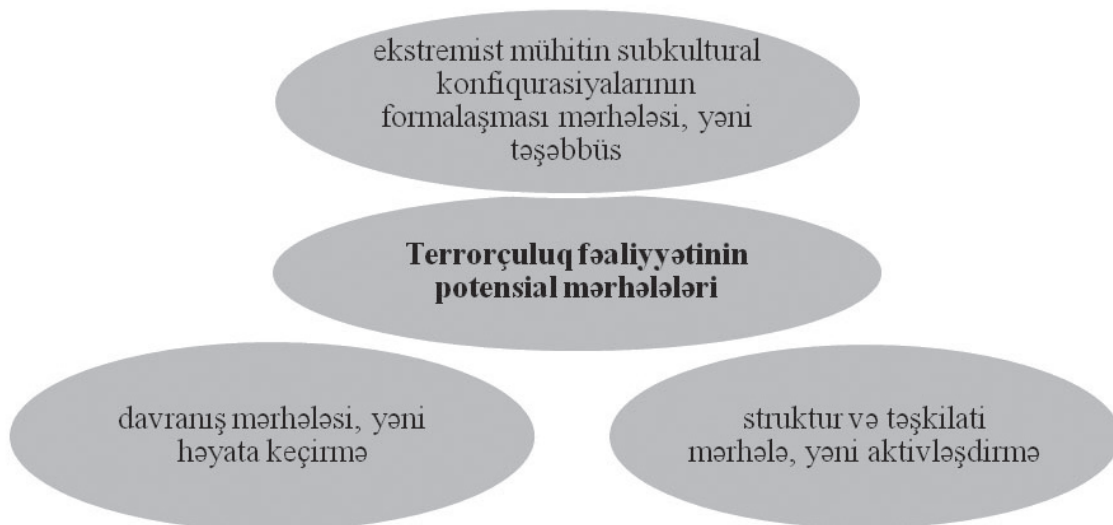 ekstremist mühitin subkultural
konfiqurasiyalarının
formalaşması mərhələsi, yəni
təşəbbüs
Terrorçuluq fəaliyyətinin
potensial mərhələləri
davranış mərhələsi, yəni
həyata keçirmə
struktur və təşkilati
mərhələ, yəni aktivləşdirmə